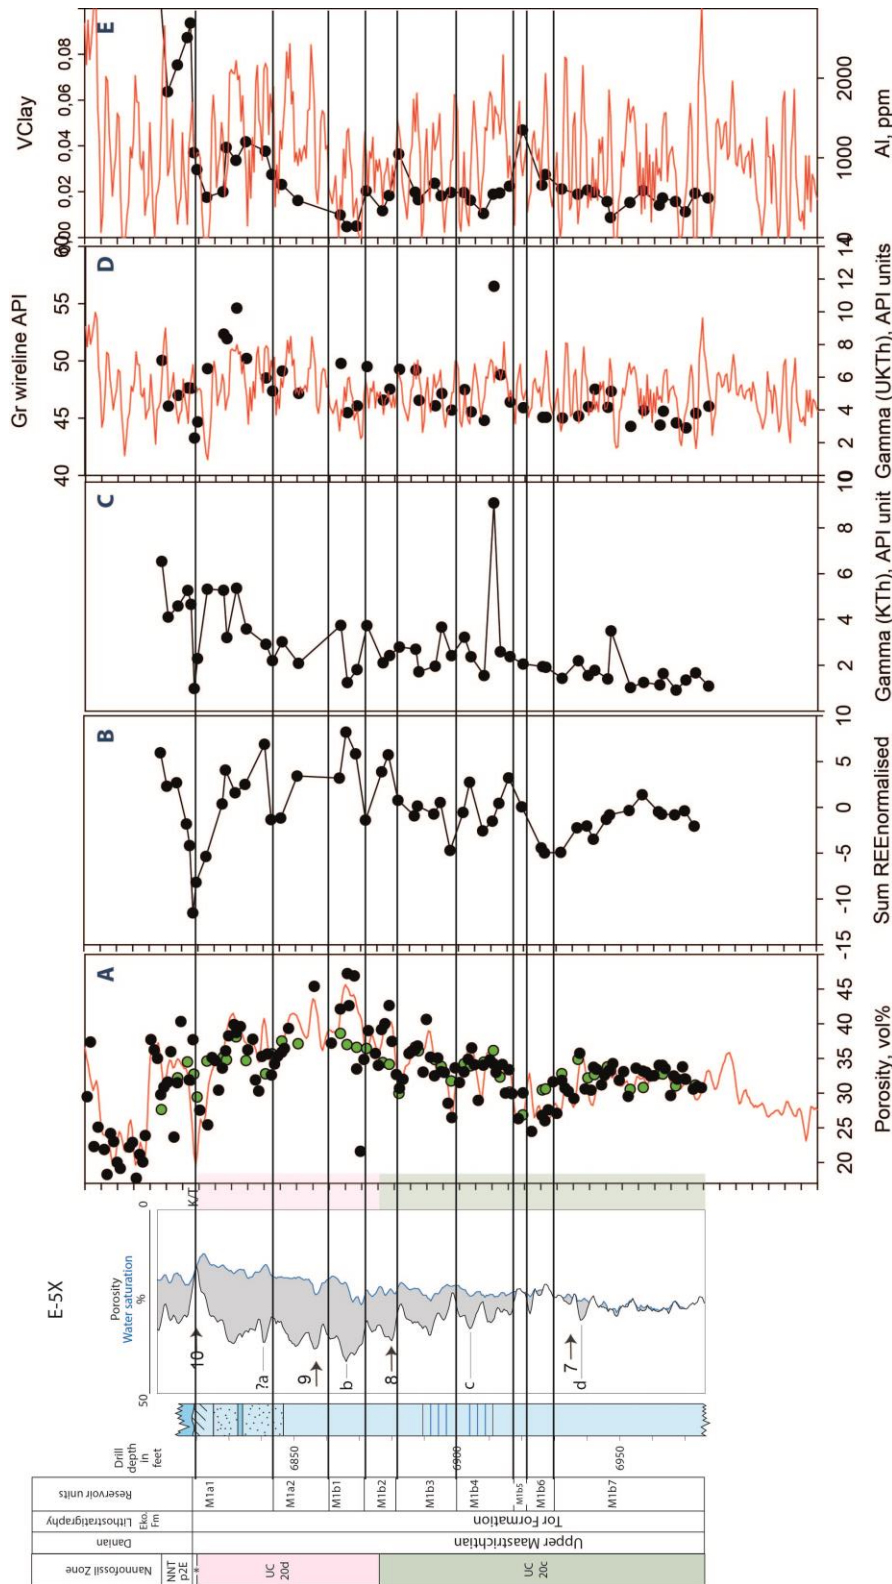 E
VClay
0,00
0,02
0,04
0,06
0,08
Al, ppm
0
1000
2000
D
Gr wireline API
40
45
50
55
60
Gamma (UKTh), API units
0
2
4
6
8
10
12
14
C
Gamma (KTh), API unit
0
2
4
6
8
10
B
Sum REEnormalised
-15
-10
-5
0
5
10
A
Porosity, vol%
20
25
30
35
40
45
E-5X
K/T
0
Porosity
Water saturation
%
50
10
?a
9
b
8
c
7
d
Drill
depth
in
feet
6850
6900
6950
Reservoir units
M1a1
M1a2
M1b1
M1b2
M1b3
M1b4
M1b5
M1b6
M1b7
Lithostratigraphy
Eko.
Fm
Tor Formation
Danian
Upper Maastrichtian
Nannofossil Zone
NNT
p2E
*
UC
20d
UC
20c